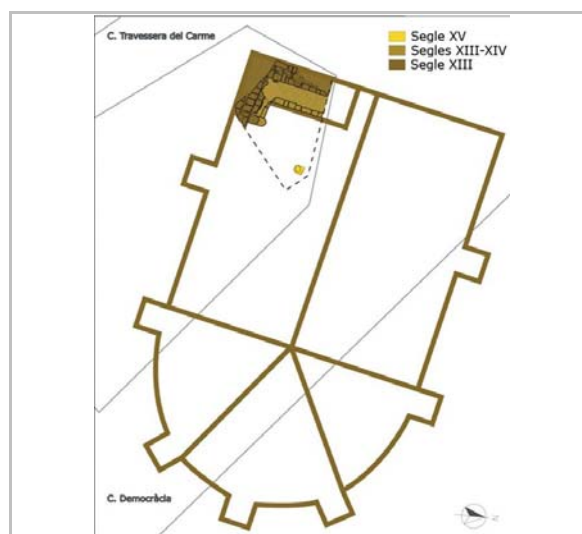 C. Travessera del Carme
Segle XV
Segles XIII-XIV
Segle XIII
C. Democràcia
N